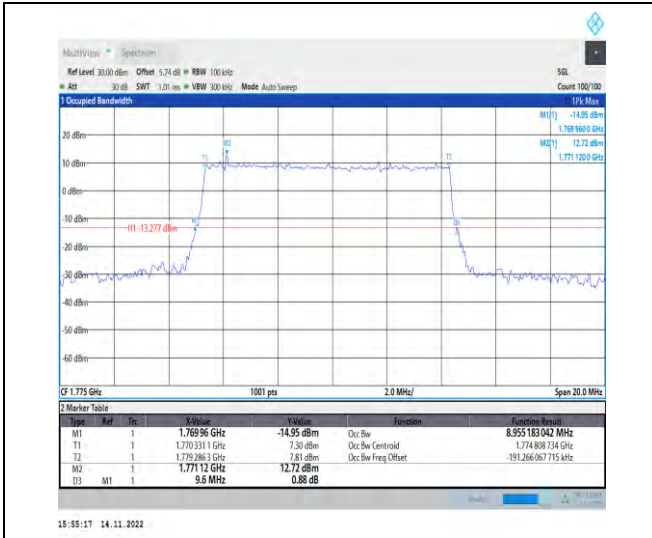 MultiView Spectrum
Ref Level 30.00 dBm Offset 5.74 dB RBW 100 kHz SGL
Att 30 dB SWT 1.01 ms VBW 300 kHz Mode Auto Sweep Count 100/100
1 Occupied Bandwidth 1Pk Max
M1[1] -14.95 dBm
1.769 960 0 GHz
M2[1] 12.72 dBm
1.771 120 0 GHz
20 dBm
M2
T1 T2
10 dBm
0 dBm
-10 dBm
M1 D3
H1 -13.277 dBm
-20 dBm
-30 dBm
-40 dBm
-50 dBm
-60 dBm
CF 1.775 GHz 1001 pts 2.0 MHz/ Span 20.0 MHz
2 Marker Table
Type Ref Trc X-Value Y-Value Function Function Result
M1 1 1.769 96 GHz -14.95 dBm Occ Bw 8.955 183 042 MHz
T1 1 1.770 331 1 GHz 7.30 dBm Occ Bw Centroid 1.774 808 734 GHz
T2 1 1.779 286 3 GHz 7.81 dBm Occ Bw Freq Offset -191.266 067 715 kHz
M2 1 1.771 12 GHz 12.72 dBm
D3 M1 1 9.6 MHz 0.88 dB
15:55:17 14.11.2022